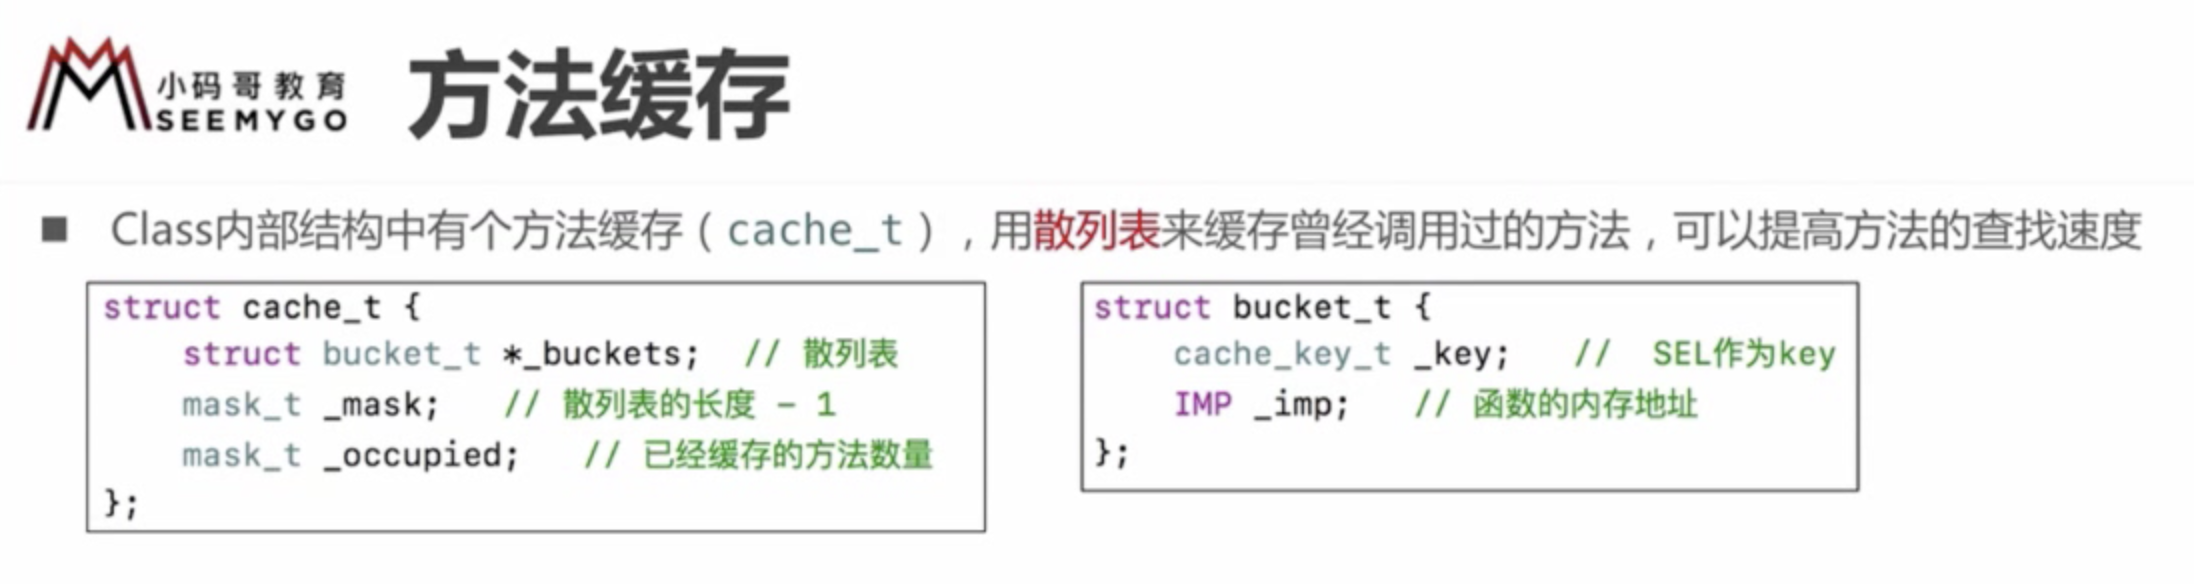 小码哥教育
SEEMYGO
方法缓存
■ Class内部结构中有个方法缓存（cache_t），用散列表来缓存曾经调用过的方法，可以提高方法的查找速度
struct cache_t {
struct bucket_t *_buckets; // 散列表
mask_t _mask; // 散列表的长度 – 1
mask_t _occupied; // 已经缓存的方法数量
};
struct bucket_t {
cache_key_t _key; // SEL作为key
IMP _imp; // 函数的内存地址
};